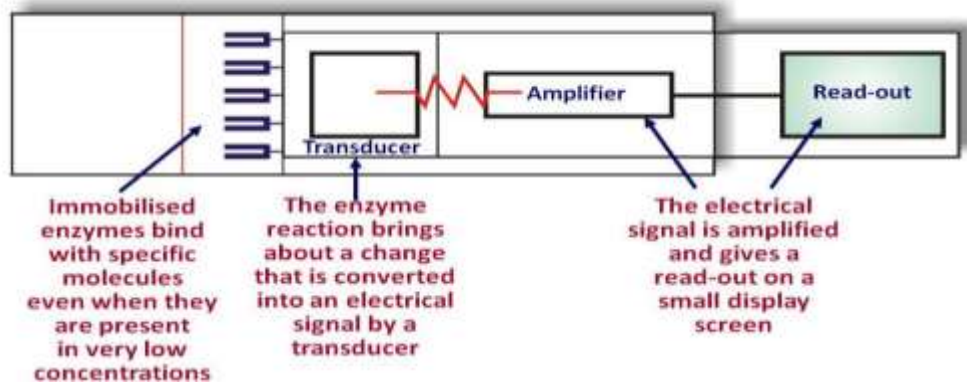 Transducer
Amplifier
Read-out
Immobilised
enzymes bind
with specific
molecules
even when they
are present
in very low
concentrations
The enzyme
reaction brings
about a change
that is converted
into an electrical
signal by a
transducer
The electrical
signal is amplified
and gives a
read-out on a
small display
screen